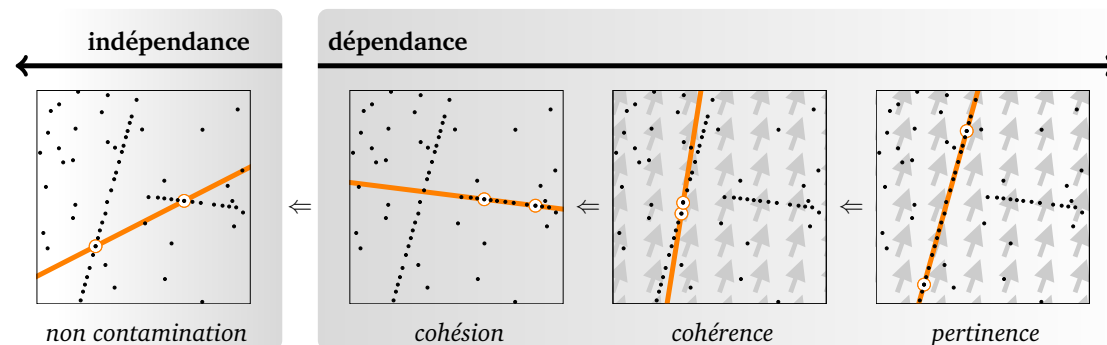 indépendance
dépendance
⇐ ⇐ ⇐
non contamination
cohésion
cohérence
pertinence